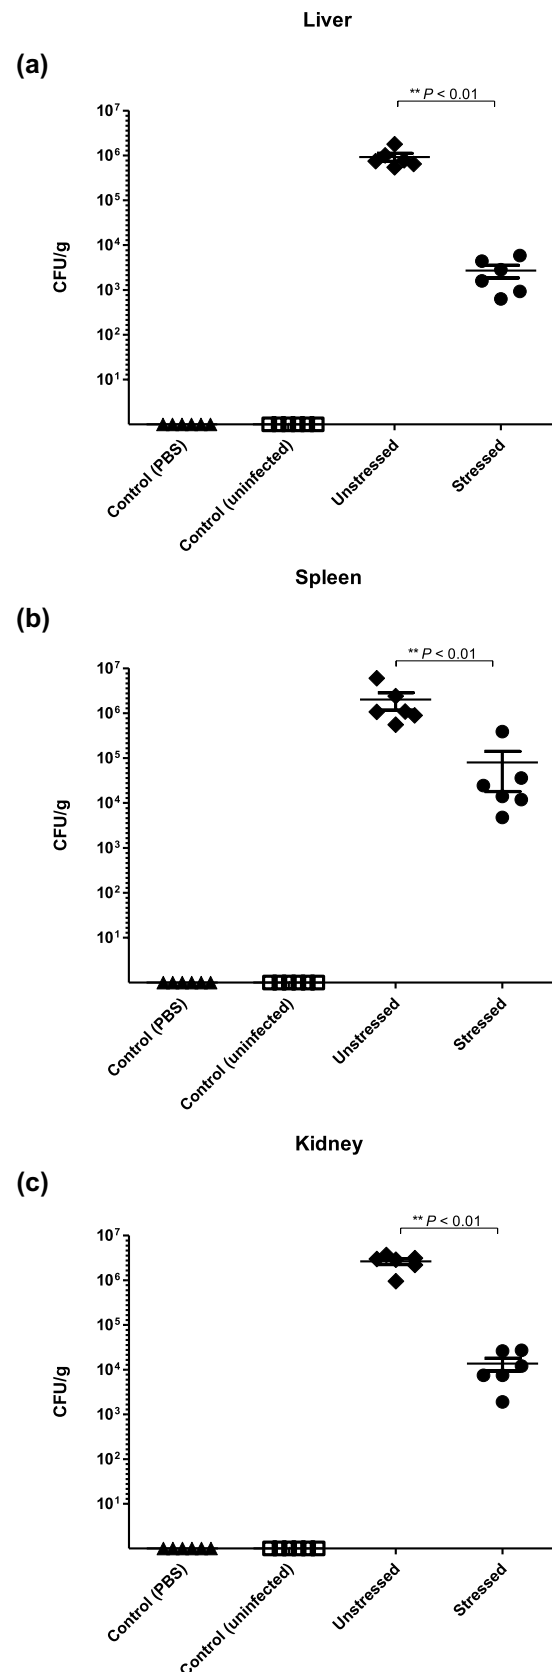 Liver
(a)
** P < 0.01
10⁷
10⁶
10⁵
10⁴
10³
10²
10¹
CFU/g
Control (PBS)
Control (uninfected)
Unstressed
Stressed
Spleen
(b)
** P < 0.01
10⁷
10⁶
10⁵
10⁴
10³
10²
10¹
CFU/g
Control (PBS)
Control (uninfected)
Unstressed
Stressed
Kidney
(c)
** P < 0.01
10⁷
10⁶
10⁵
10⁴
10³
10²
10¹
CFU/g
Control (PBS)
Control (uninfected)
Unstressed
Stressed